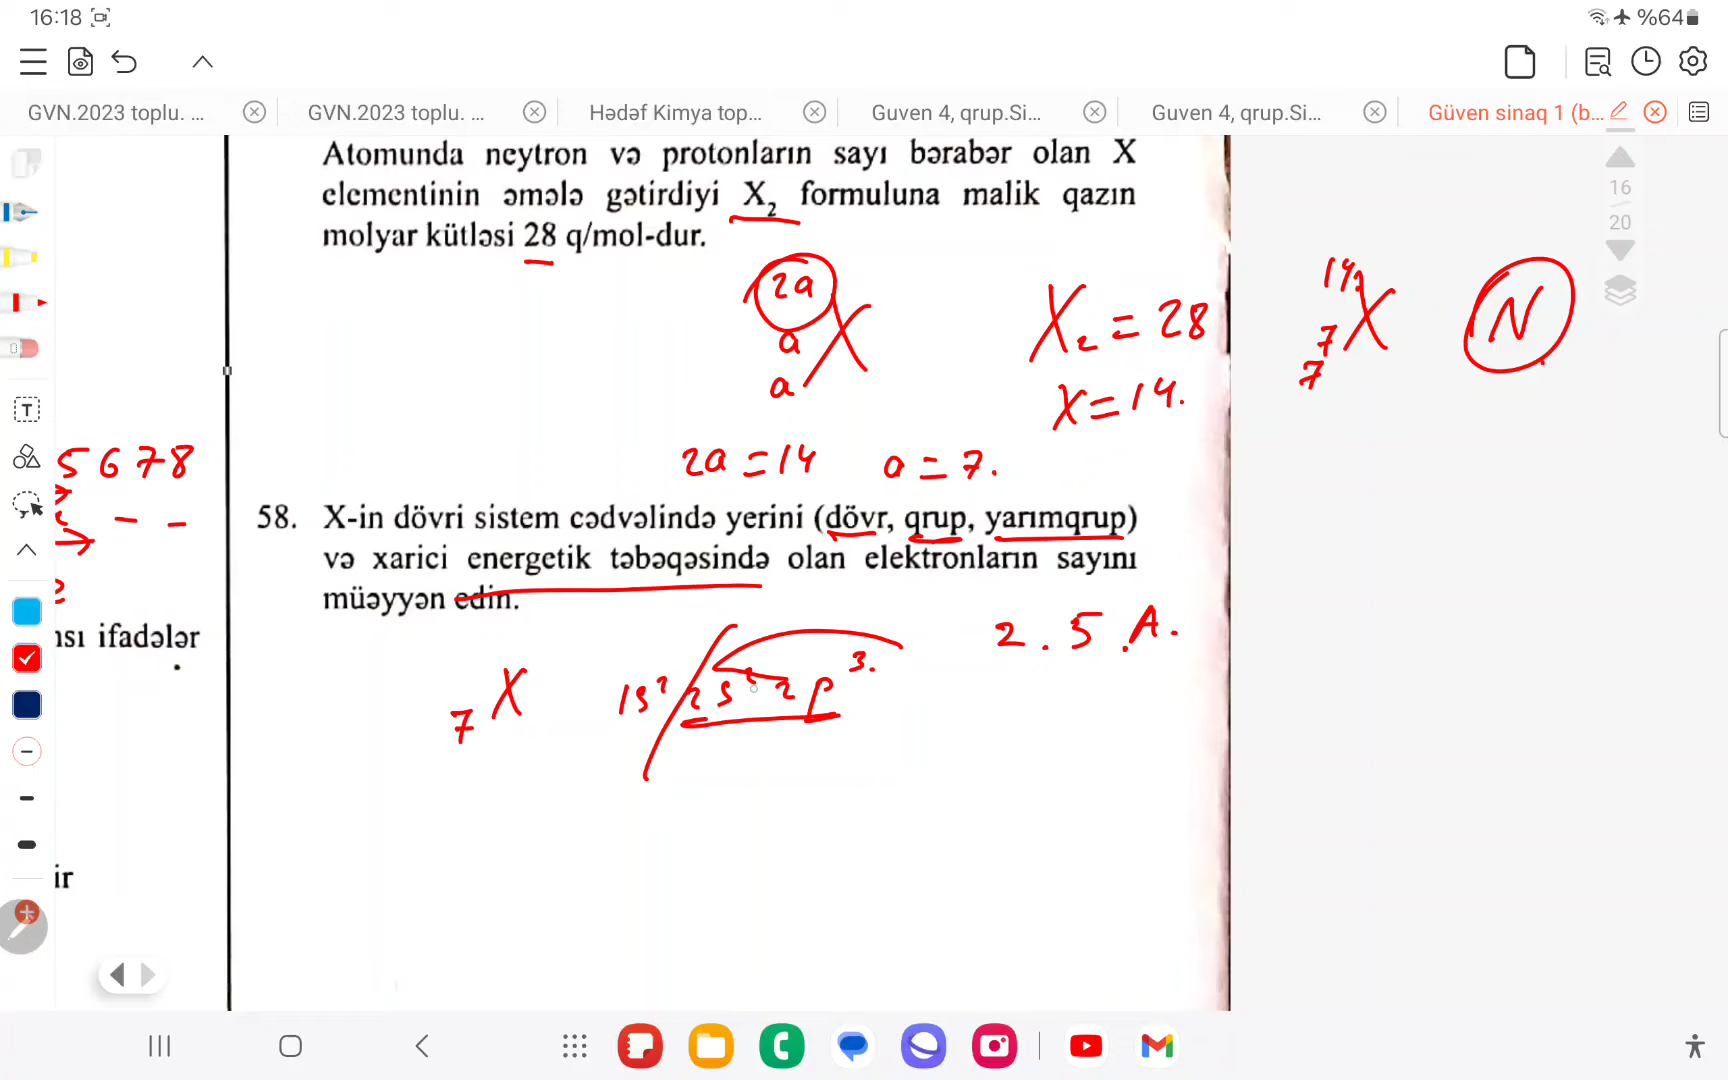 16:18 %64
GVN.2023 toplu. ... GVN.2023 toplu. ... Hədəf Kimya top... Guven 4, qrup.Si... Guven 4, qrup.Si... Güven sinaq 1 (b...
16
20
Atomunda neytron və protonların sayı bərabər olan X
elementinin əmələ gətirdiyi X₂ formuluna malik qazın
molyar kütləsi 28 q/mol-dur.
2a
a X
a
X₂ = 28
X = 14.
14
7 X N
7
2a = 14 a = 7.
5 6 7 8
58. X-in dövri sistem cədvəlində yerini (dövr, qrup, yarımqrup)
və xarici energetik təbəqəsində olan elektronların sayını
müəyyən edin.
ısı ifadələr
2 . 5 . A.
₇X 1s² 2s² 2p³.
ir
T